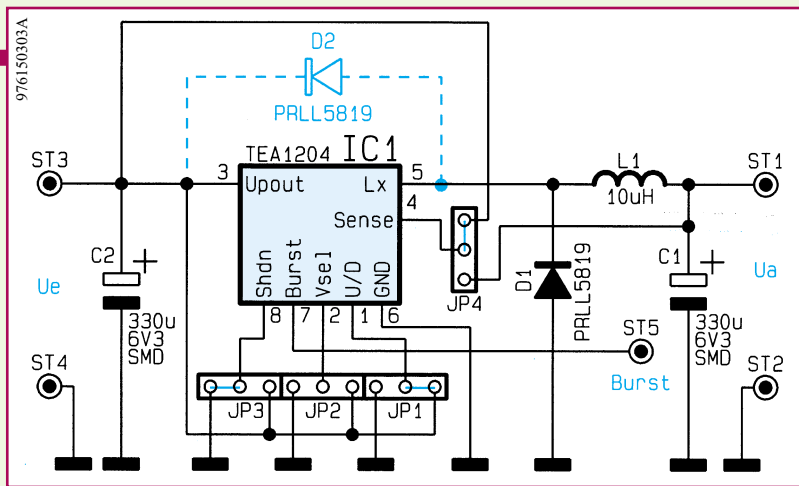 976150303A
D2
PRLL5819
TEA1204 IC1
ST3
3
Upout
Lx
5
L1
10uH
ST1
Sense
4
C2
+
Ue
330u
6V3
SMD
Shdn
Burst
Vsel
U/D
GND
8
7
2
1
6
JP4
D1
PRLL5819
C1
+
Ua
330u
6V3
SMD
ST5
Burst
ST4
ST2
JP3
JP2
JP1